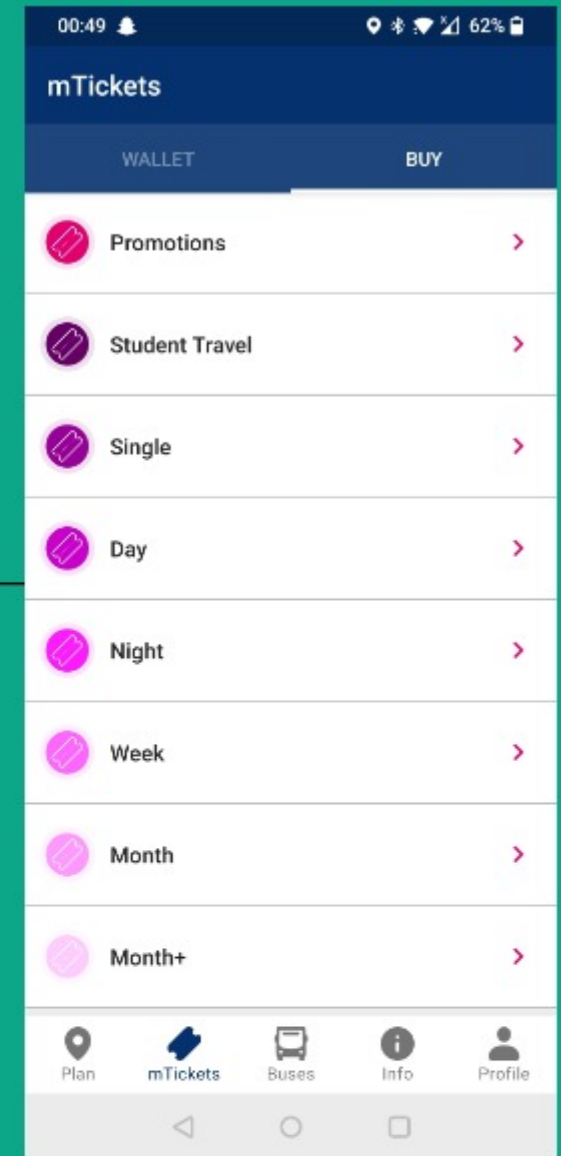 00:49 62%
mTickets
WALLET BUY
Promotions
Student Travel
Single
Day
Night
Week
Month
Month+
Plan mTickets Buses Info Profile